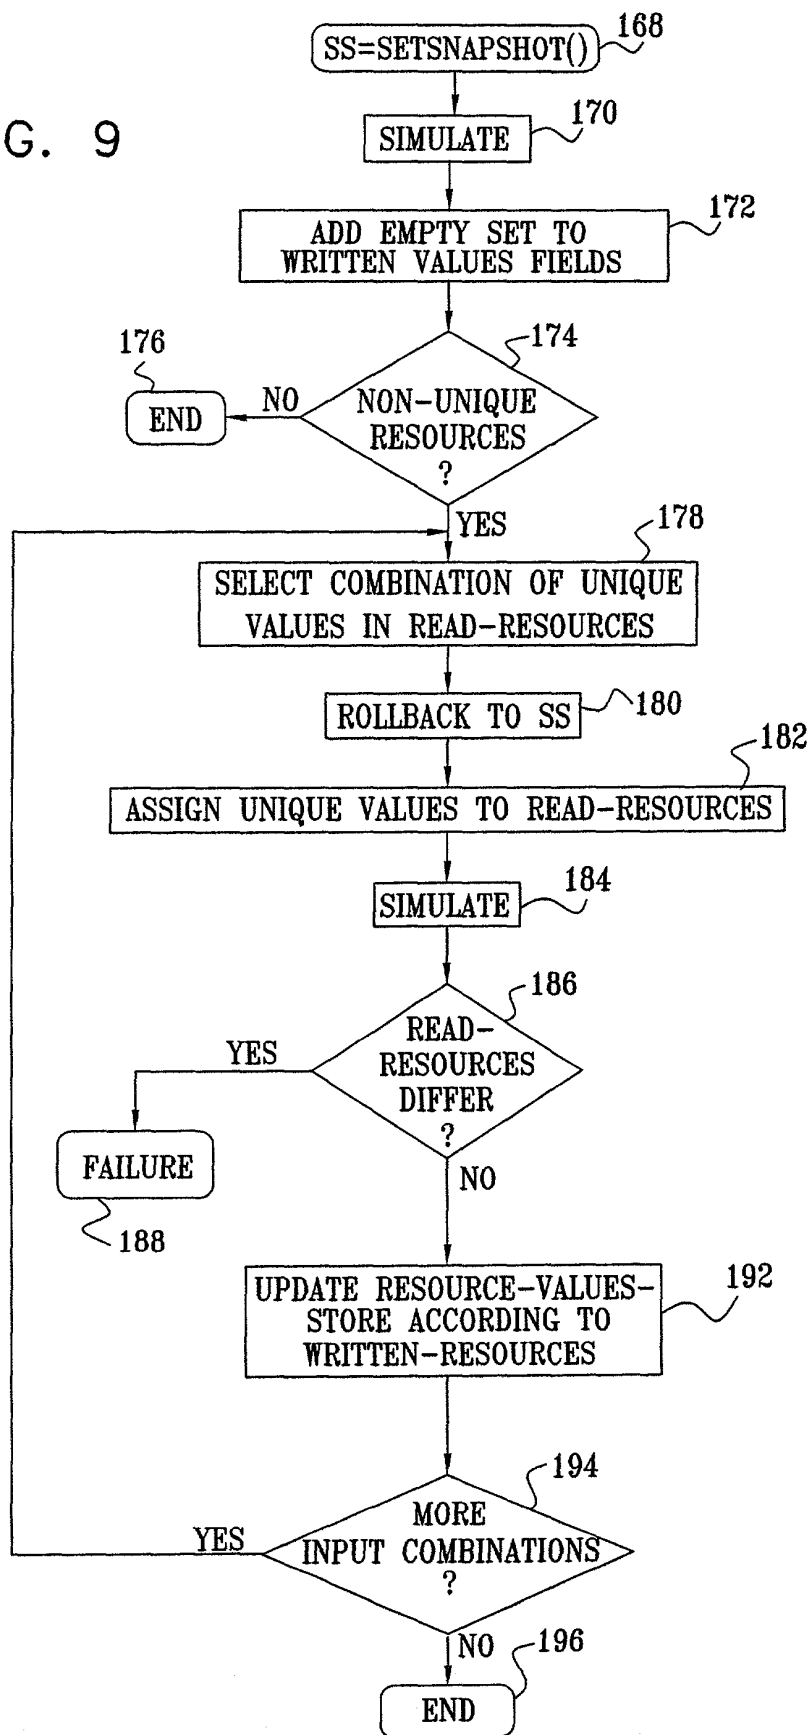 SS=SETSNAPSHOT()
168
G. 9
170
SIMULATE
172
ADD EMPTY SET TO
WRITTEN VALUES FIELDS
176
174
END
NO
NON-UNIQUE
RESOURCES
?
YES
178
SELECT COMBINATION OF UNIQUE
VALUES IN READ-RESOURCES
ROLLBACK TO SS
180
182
ASSIGN UNIQUE VALUES TO READ-RESOURCES
184
SIMULATE
186
READ-
RESOURCES
DIFFER
?
YES
FAILURE
NO
188
UPDATE RESOURCE-VALUES-
STORE ACCORDING TO
WRITTEN-RESOURCES
192
194
MORE
INPUT COMBINATIONS
?
YES
NO
196
END